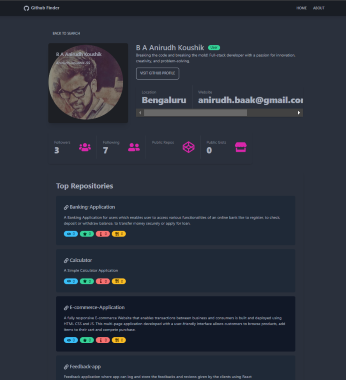 Github Finder
HOME ABOUT
BACK TO SEARCH
B A Anirudh Koushik
Breaking the code and breaking the mold! Full-stack developer with a passion for innovation, creativity, and problem-solving.
VISIT GITHUB PROFILE
B A Anirudh Koushik
Location
Bengaluru
Website
anirudh.baak@gmail.con
Followers
3
Following
7
Public Repos
Public Gists
0
Top Repositories
Banking-Application
A Banking Application for users which enables user to access various functionalities of an online bank like to register, to check, deposit or withdraw balance, to transfer money securely or apply for loan.
Calculator
A Simple Calculator Application
E-commerce-Application
A fully responsive E-commerce Website that enables transactions between business and consumers is built and deployed using
HTML CSS and JS. This multi-page application developed with a user-friendly interface allows customers to browse products, add
items to their cart and complete purchase.
Feedback-app
Feedback application where app can log and store the feedbacks and reviews given by the clients using React